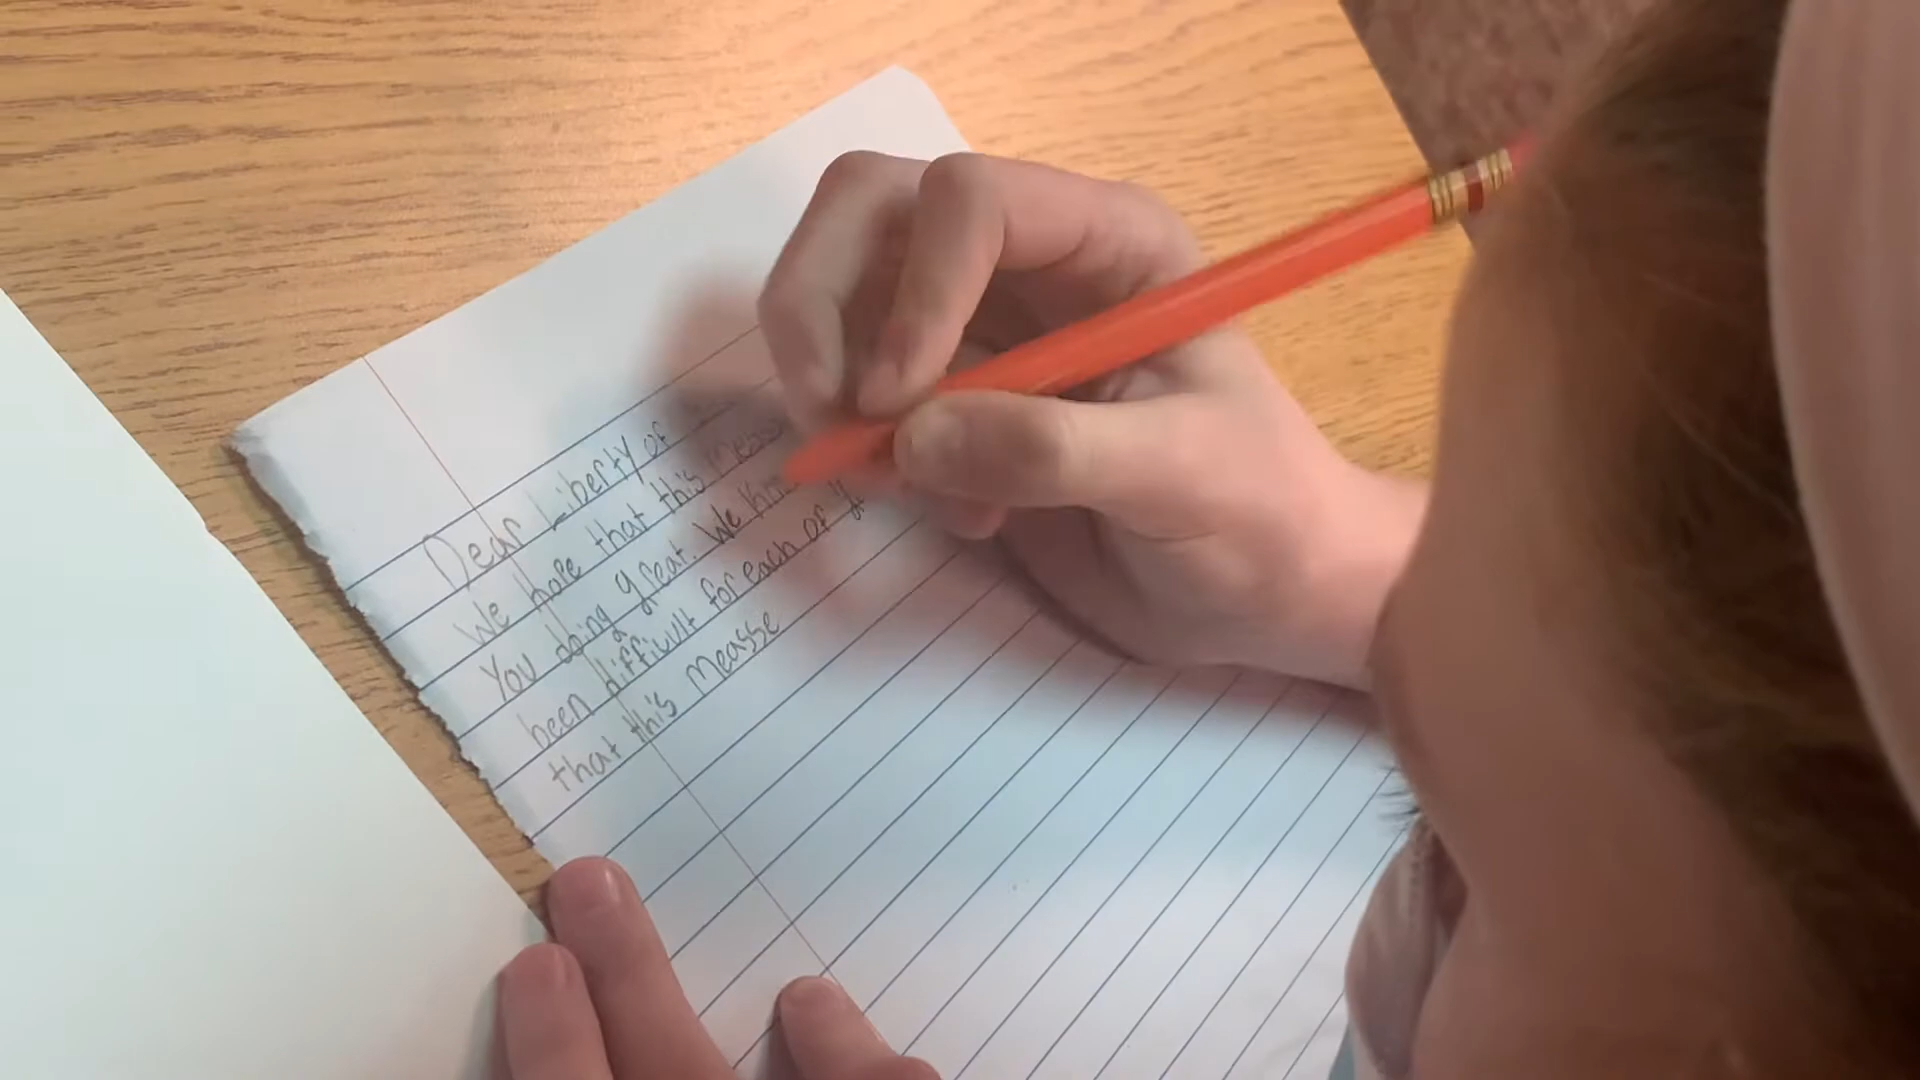 Dear Liberty of
We hope that this
You doing great. We
been difficult for each of
that this Measse